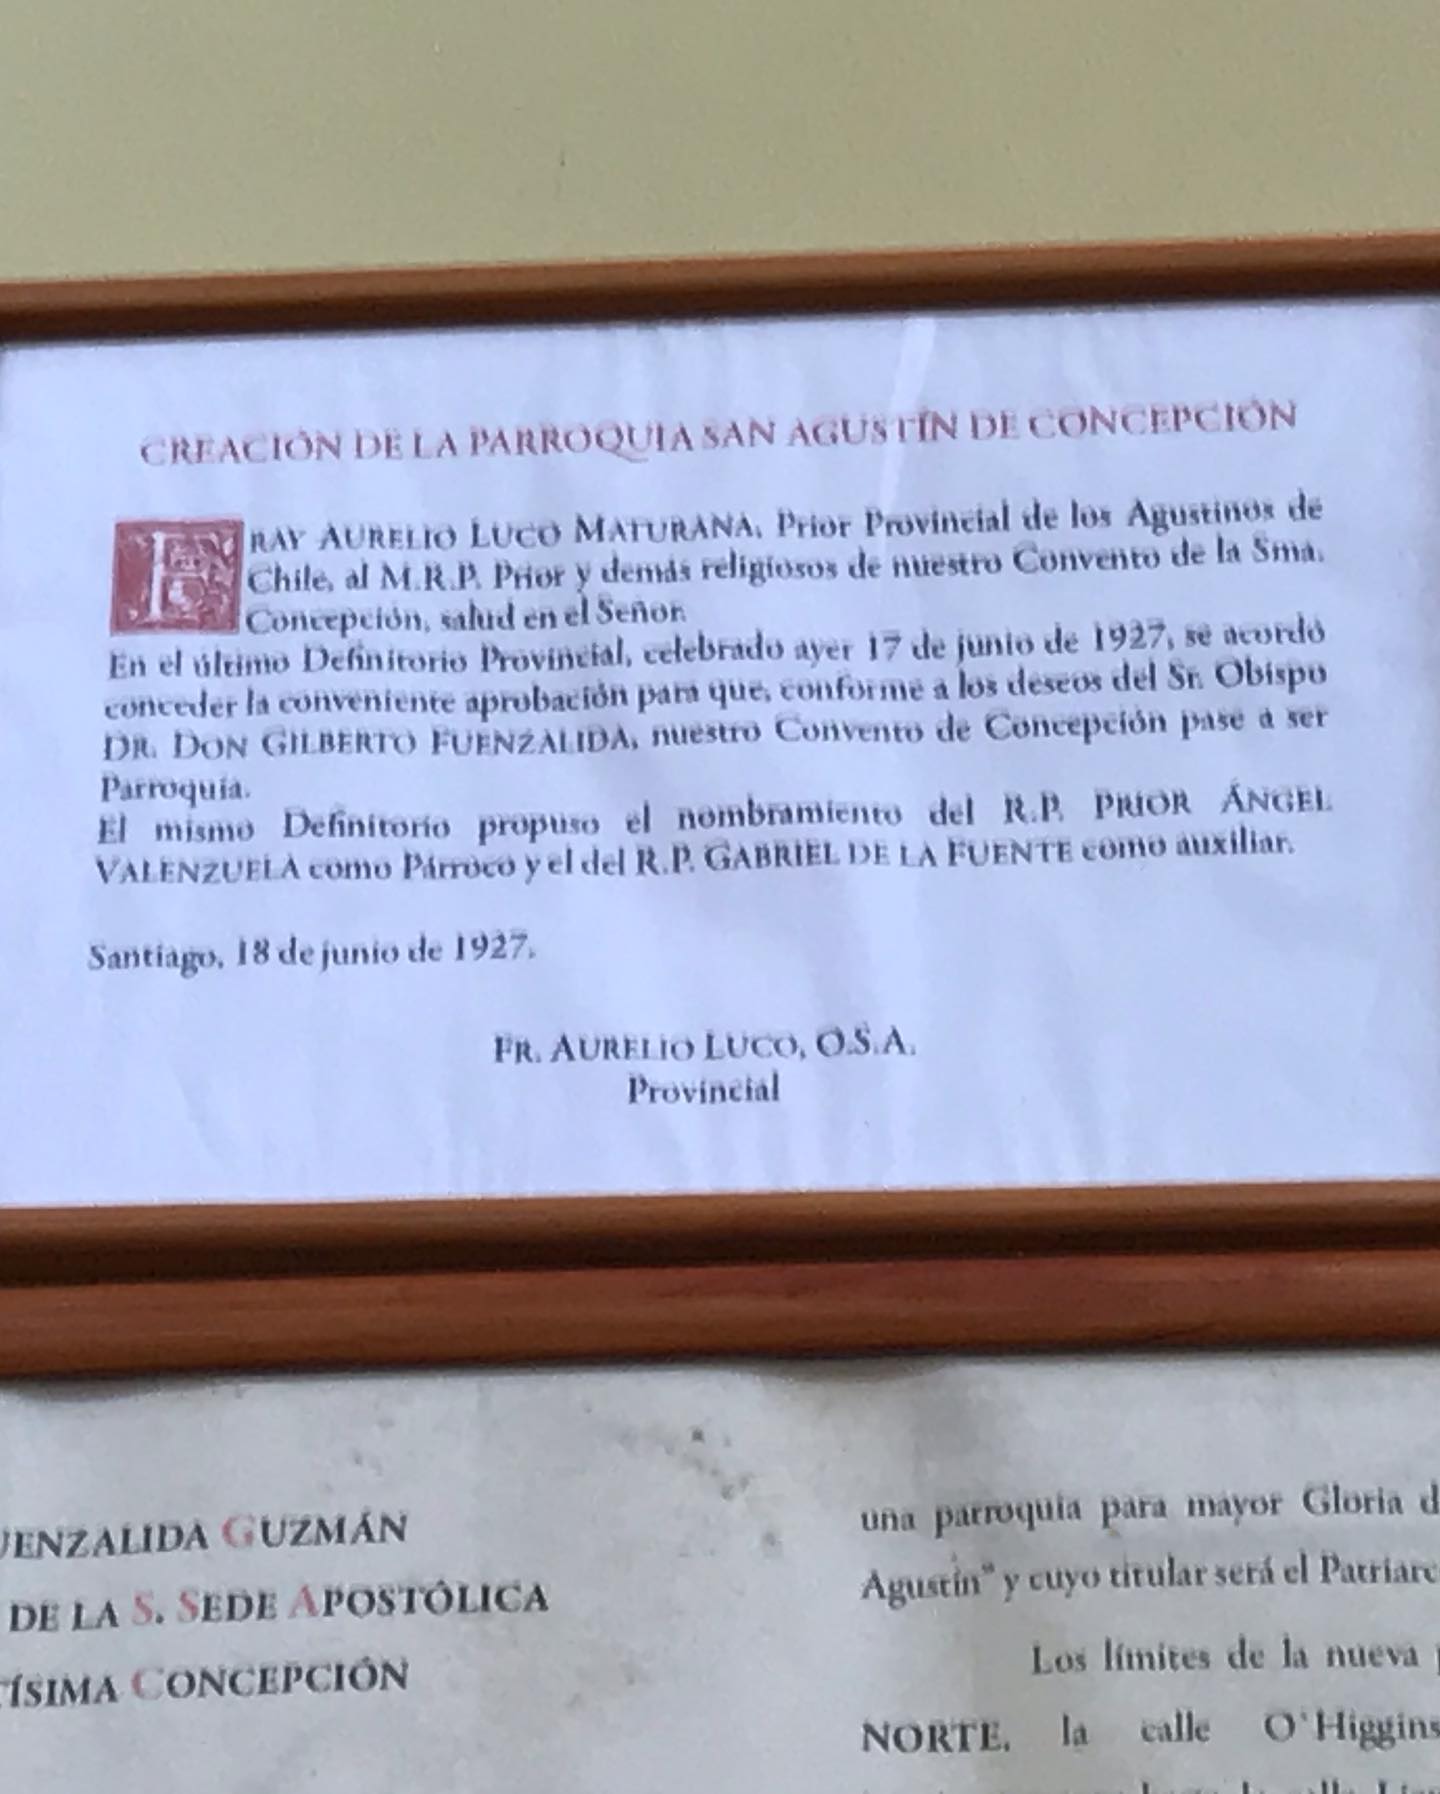 CREACIÓN DE LA PARROQUIA SAN AGUSTÍN DE CONCEPCIÓN
FRAY AURELIO LUCO MATURANA, Prior Provincial de los Agustinos de
Chile, al M.R.P. Prior y demás religiosos de nuestro Convento de la Sma.
Concepción, salud en el Señor.
En el último Definitorio Provincial, celebrado ayer 17 de junio de 1927, se acordó
conceder la conveniente aprobación para que, conforme a los deseos del Sr. Obispo
DR. DON GILBERTO FUENZALIDA, nuestro Convento de Concepción pase a ser
Parroquia.
El mismo Definitorio propuso el nombramiento del R.P. PRIOR ÁNGEL
VALENZUELA como Párroco y el del R.P. GABRIEL DE LA FUENTE como auxiliar.
Santiago, 18 de junio de 1927.
FR. AURELIO LUCO, O.S.A.
Provincial
UENZALIDA GUZMÁN
DE LA S. SEDE APOSTÓLICA
TÍSIMA CONCEPCIÓN
una parroquia para mayor Gloria d
Agustín" y cuyo titular será el Patriarc
Los límites de la nueva
NORTE, la calle O'Higgins